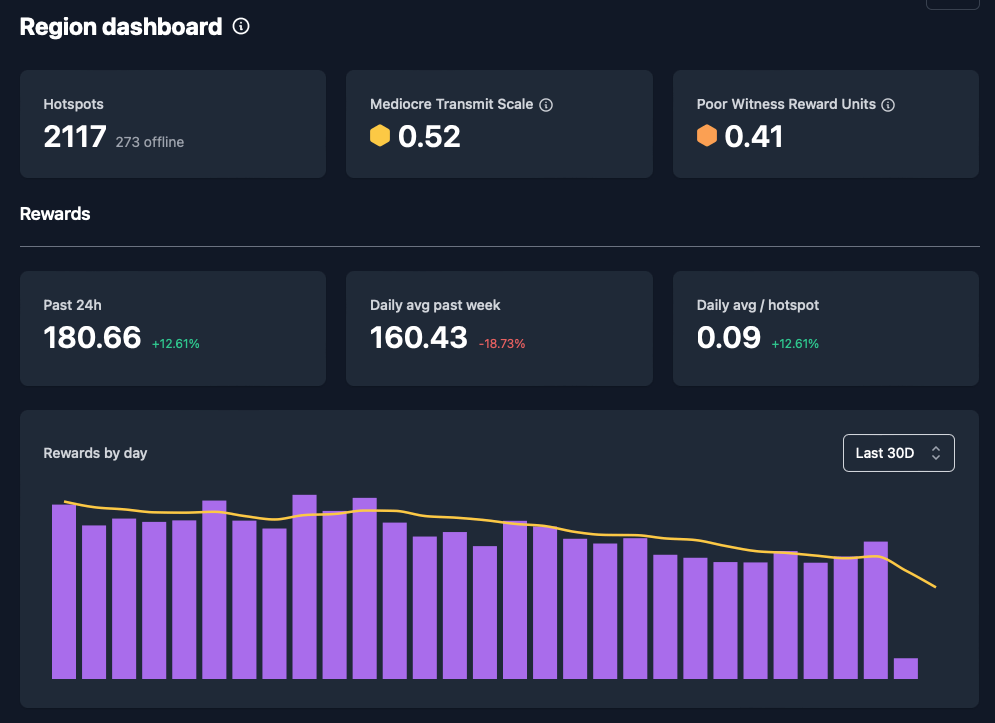 Region dashboard
Hotspots
2117 273 offline
Mediocre Transmit Scale
0.52
Poor Witness Reward Units
0.41
Rewards
Past 24h
180.66 +12.61%
Daily avg past week
160.43 -18.73%
Daily avg / hotspot
0.09 +12.61%
Rewards by day
Last 30D